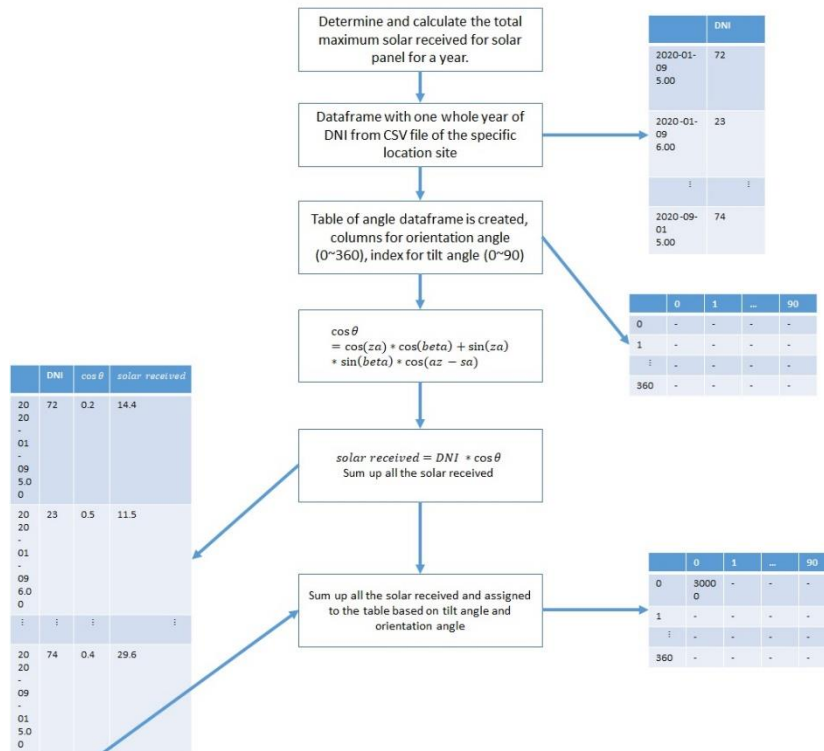 Determine and calculate the total
maximum solar received for solar
panel for a year.
DNI
2020-01-
09
5.00
72
2020 -01-
09
6.00
23
⋮ ⋮
2020 -09-
01
5.00
74
Dataframe with one whole year of
DNI from CSV file of the specific
location site
Table of angle dataframe is created,
columns for orientation angle
(0~360), index for tilt angle (0~90)
0 1 ... 90
0 - - - -
1 - - - -
⋮ - - - -
360 - - - -
cos θ
= cos(za) * cos(beta) + sin(za)
* sin(beta) * cos(az − sa)
solar received = DNI * cos θ
Sum up all the solar received
DNI cos θ solar received
20
20
-
01
-
09
5.0
0
72 0.2 14.4
20
20
-
01
-
09
6.0
0
23 0.5 11.5
⋮ ⋮ ⋮ ⋮
20
20
-
09
-
01
5.0
0
74 0.4 29.6
Sum up all the solar received and assigned
to the table based on tilt angle and
orientation angle
0 1 ... 90
0 3000
0
- - -
1 - - - -
⋮ - - - -
360 - - - -